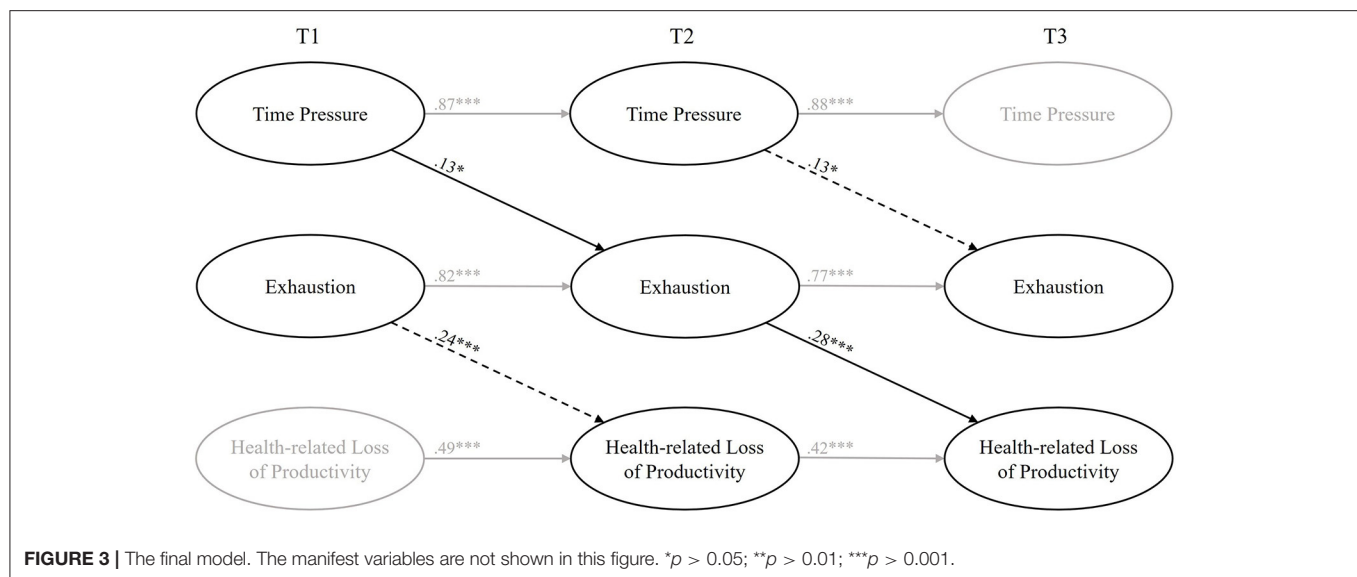 T1 T2 T3
Time Pressure .87*** Time Pressure .88*** Time Pressure
.13* .13*
Exhaustion .82*** Exhaustion .77*** Exhaustion
.24*** .28***
Health-related Loss .49*** Health-related Loss .42*** Health-related Loss
of Productivity of Productivity of Productivity
FIGURE 3 | The final model. The manifest variables are not shown in this figure. *p > 0.05; **p > 0.01; ***p > 0.001.